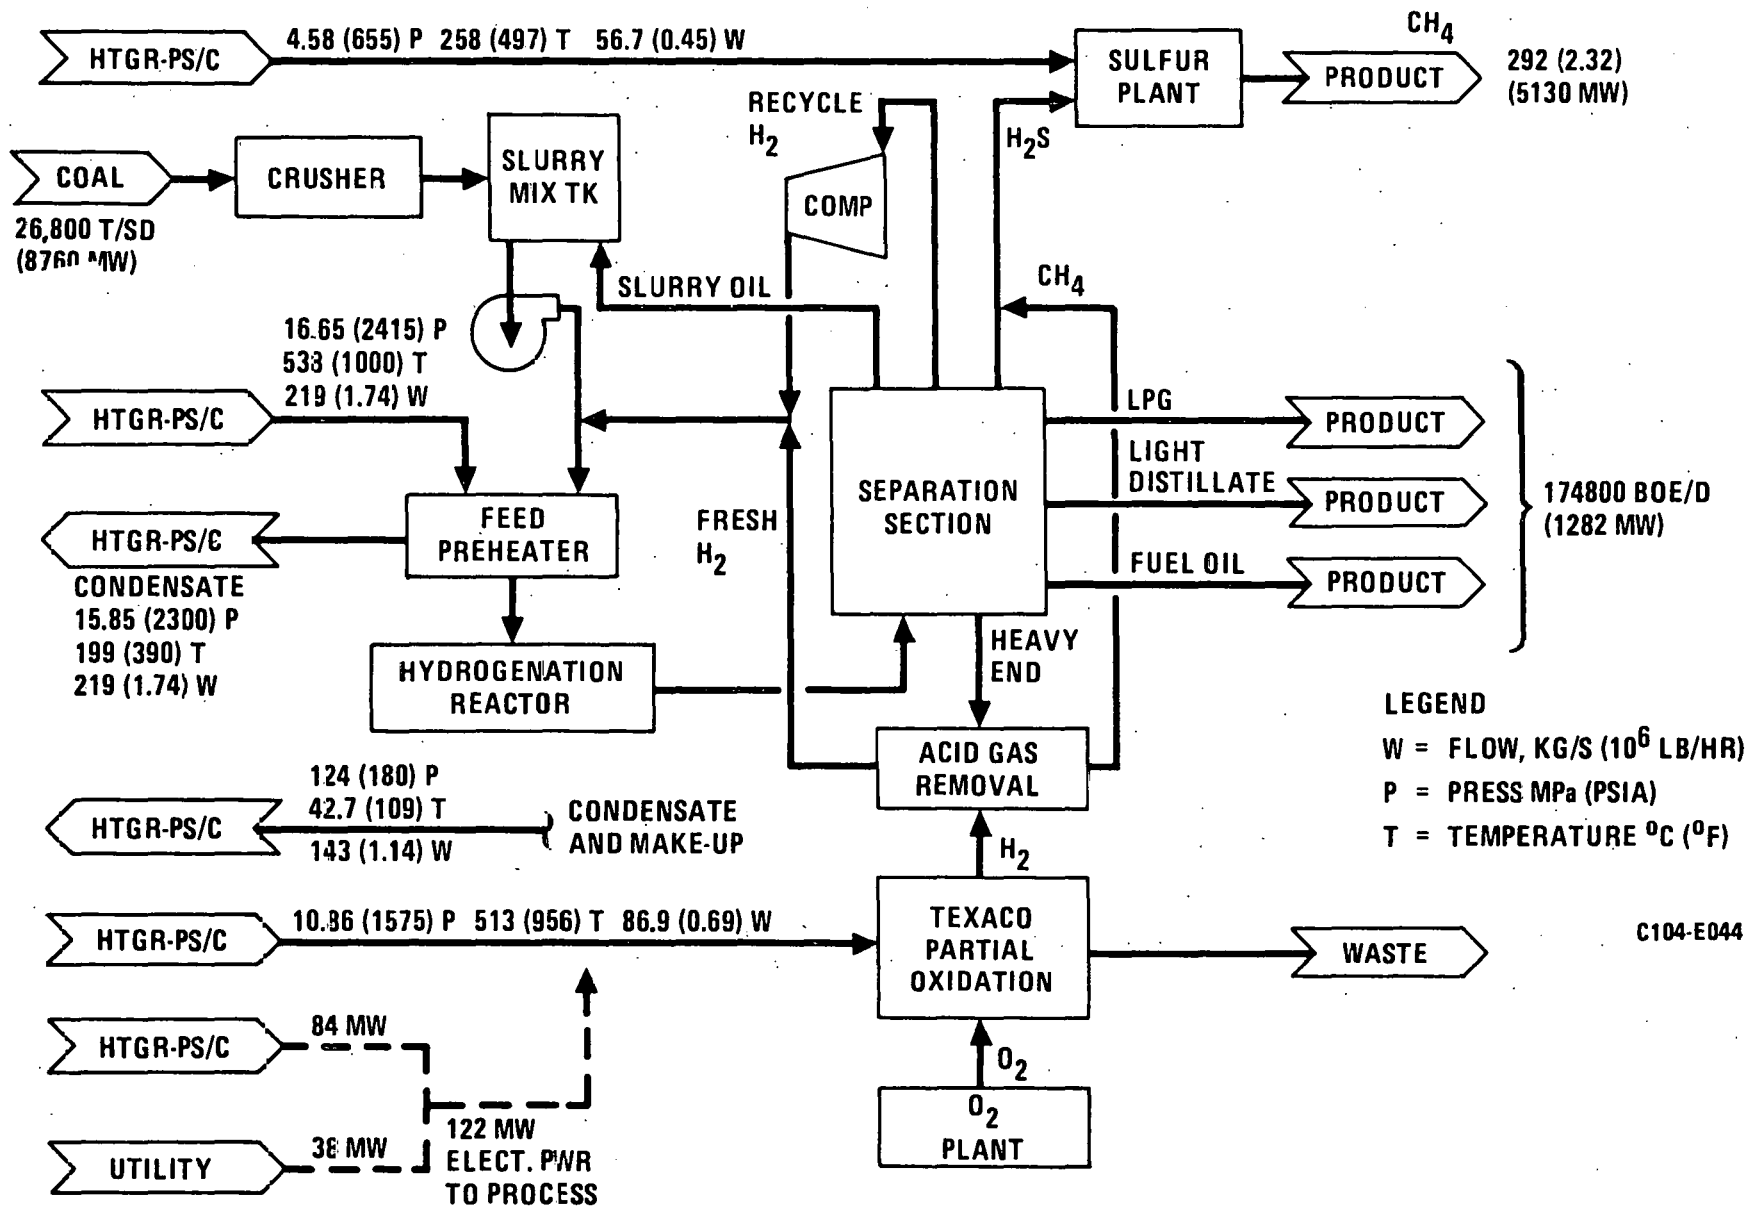 HTGR-PS/C
4.58 (655) P 258 (497) T 56.7 (0.45) W
SULFUR
PLANT
CH4
PRODUCT
292 (2.32)
(5130 MW)
RECYCLE
H2
H2S
COAL
26,800 T/SD
(8760 MW)
CRUSHER
SLURRY
MIX TK
COMP
SLURRY OIL
CH4
16.65 (2415) P
538 (1000) T
219 (1.74) W
HTGR-PS/C
LPG
PRODUCT
LIGHT
DISTILLATE
PRODUCT
FUEL OIL
PRODUCT
174800 BOE/D
(1282 MW)
SEPARATION
SECTION
FEED
PREHEATER
FRESH
H2
HTGR-PS/C
CONDENSATE
15.85 (2300) P
199 (390) T
219 (1.74) W
HYDROGENATION
REACTOR
HEAVY
END
ACID GAS
REMOVAL
LEGEND
W = FLOW, KG/S (10^6 LB/HR)
P = PRESS MPa (PSIA)
T = TEMPERATURE °C (°F)
124 (180) P
42.7 (109) T
143 (1.14) W
HTGR-PS/C
CONDENSATE
AND MAKE-UP
H2
HTGR-PS/C
10.86 (1575) P 513 (956) T 86.9 (0.69) W
TEXACO
PARTIAL
OXIDATION
WASTE
C104-E044
HTGR-PS/C
84 MW
O2
O2
PLANT
UTILITY
38 MW
122 MW
ELECT. PWR
TO PROCESS